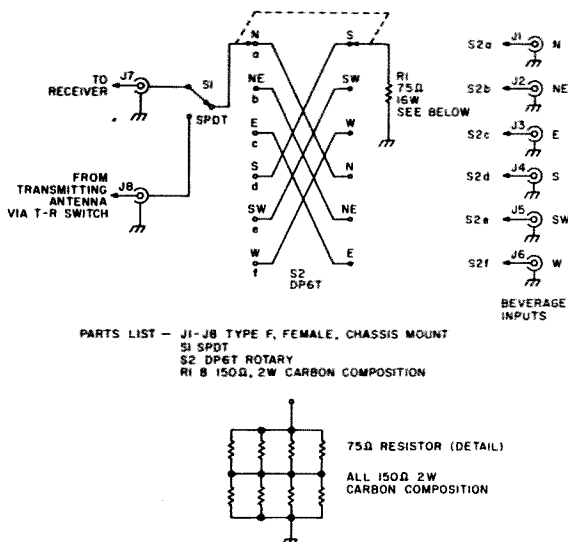 TO
RECEIVER
J7
S1
SPDT
FROM
TRANSMITTING
ANTENNA
VIA T-R SWITCH
J8
N
a
NE
b
E
c
S
d
SW
e
W
f
S
SW
W
N
NE
E
S2
DP6T
R1
75Ω
16W
SEE BELOW
S2a J1 N
S2b J2 NE
S2c J3 E
S2d J4 S
S2e J5 SW
S2f J6 W
BEVERAGE
INPUTS
PARTS LIST — J1-J8 TYPE F, FEMALE, CHASSIS MOUNT
S1 SPDT
S2 DP6T ROTARY
R1 8 150Ω, 2W CARBON COMPOSITION
75Ω RESISTOR (DETAIL)
ALL 150Ω 2W
CARBON COMPOSITION